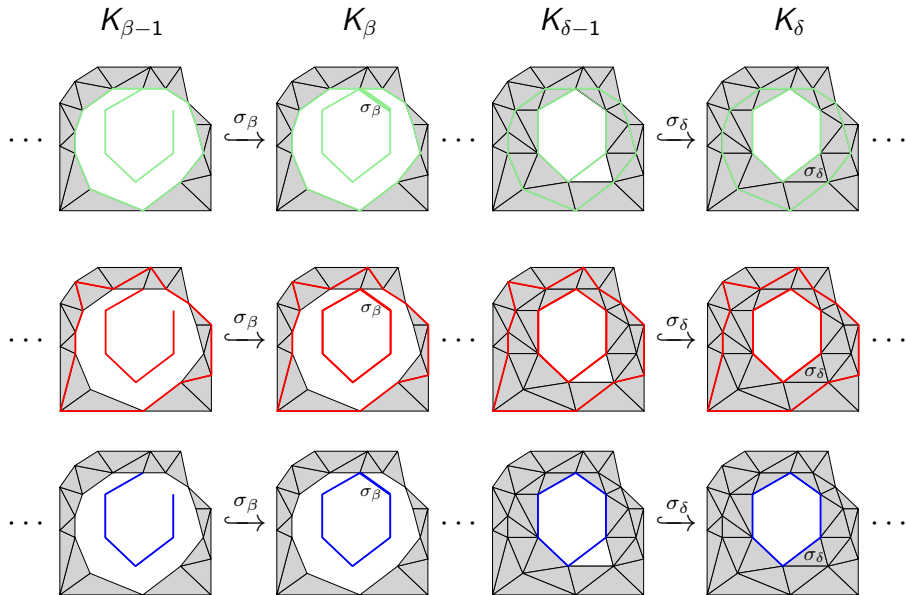 K_{β−1} K_β K_{δ−1} K_δ
⋯ σ_β ↪ σ_β ⋯ σ_δ ↪ σ_δ ⋯
⋯ σ_β ↪ σ_β ⋯ σ_δ ↪ σ_δ ⋯
⋯ σ_β ↪ σ_β ⋯ σ_δ ↪ σ_δ ⋯